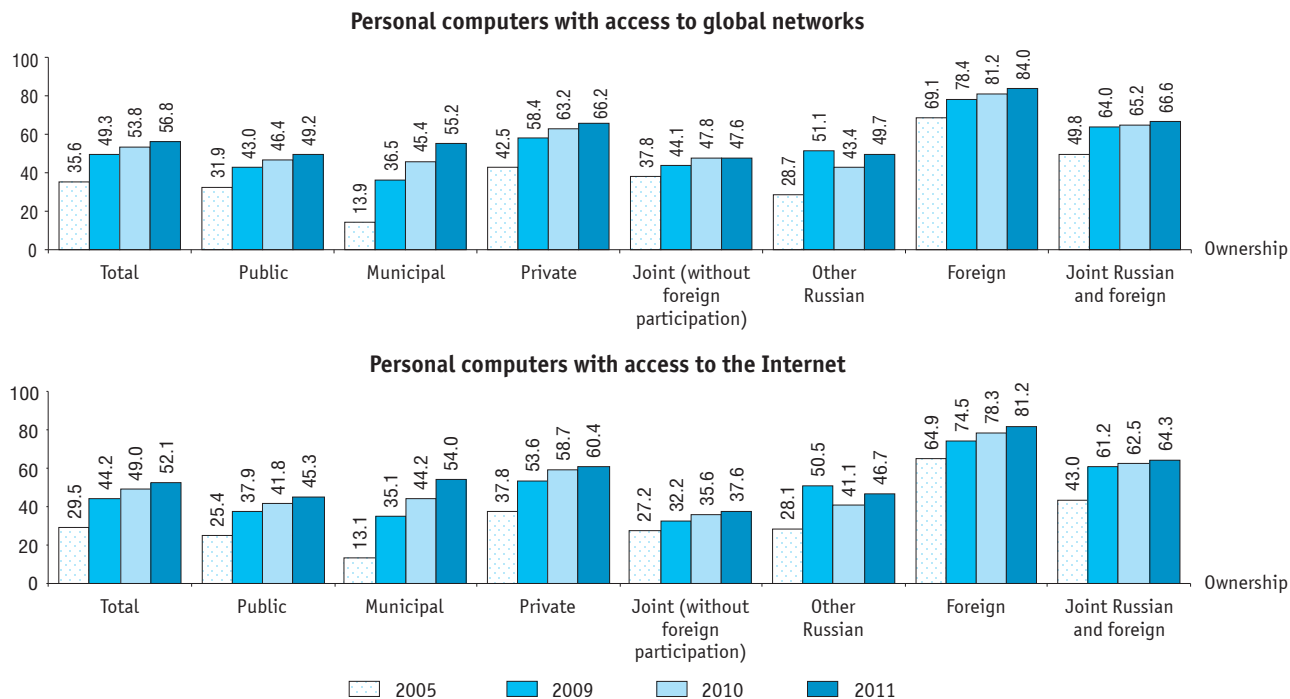 Personal computers with access to global networks
100
80
60
40
20
0
35.6 49.3 53.8 56.8
31.9 43.0 46.4 49.2
13.9 36.5 45.4 55.2
42.5 58.4 63.2 66.2
37.8 44.1 47.8 47.6
28.7 51.1 43.4 49.7
69.1 78.4 81.2 84.0
49.8 64.0 65.2 66.6
Ownership
Total
Public
Municipal
Private
Joint (without
foreign
participation)
Other
Russian
Foreign
Joint Russian
and foreign
Personal computers with access to the Internet
100
80
60
40
20
0
29.5 44.2 49.0 52.1
25.4 37.9 41.8 45.3
13.1 35.1 44.2 54.0
37.8 53.6 58.7 60.4
27.2 32.2 35.6 37.6
28.1 50.5 41.1 46.7
64.9 74.5 78.3 81.2
43.0 61.2 62.5 64.3
Ownership
Total
Public
Municipal
Private
Joint (without
foreign
participation)
Other
Russian
Foreign
Joint Russian
and foreign
2005 2009 2010 2011